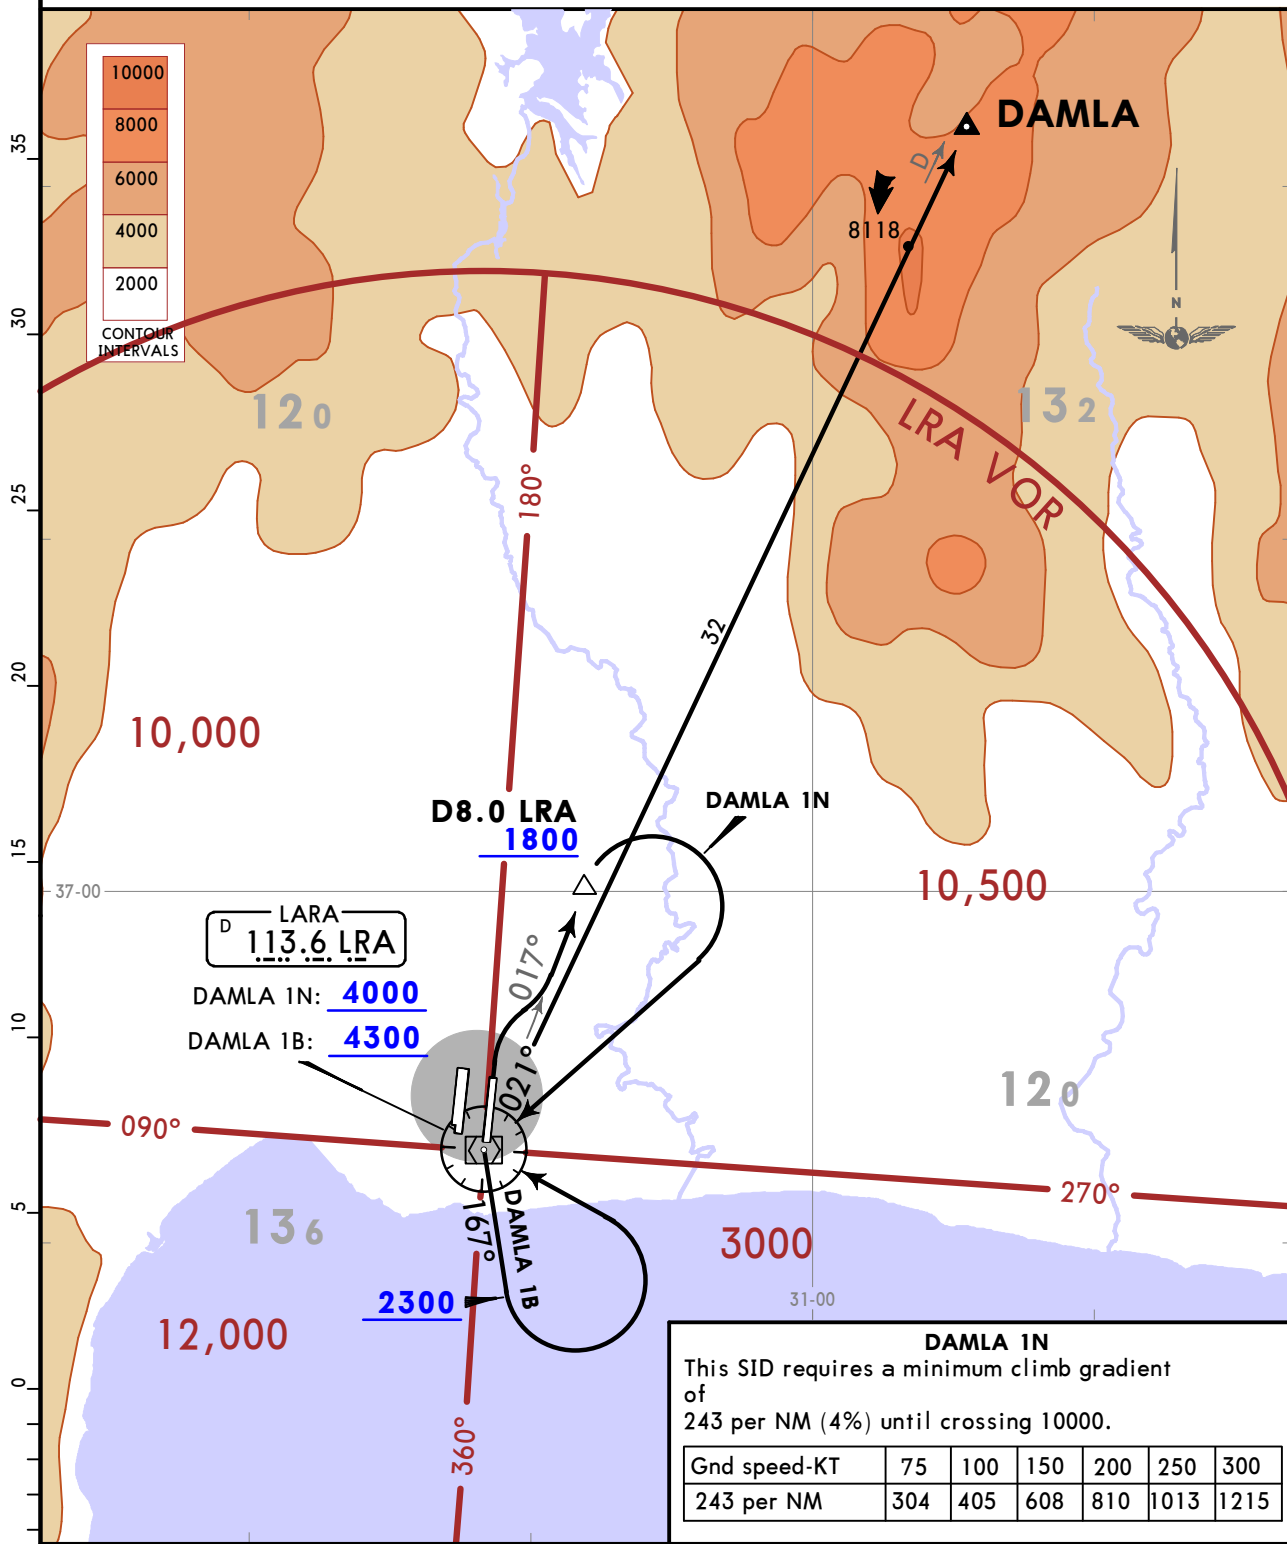 10000
8000
6000
4000
2000
CONTOUR
INTERVALS
DAMLA
D
8118
N
35
30
25
20
15
10
5
0
120
132
LRA VOR
180°
32
10,000
D8.0 LRA
1800
DAMLA 1N
37-00
10,500
LARA
D 113.6 LRA
DAMLA 1N: 4000
DAMLA 1B: 4300
017°
021°
120
090°
270°
167°
DAMLA 1B
136
3000
2300
31-00
12,000
360°
DAMLA 1N
This SID requires a minimum climb gradient
of
243 per NM (4%) until crossing 10000.
Gnd speed-KT 75 100 150 200 250 300
243 per NM 304 405 608 810 1013 1215